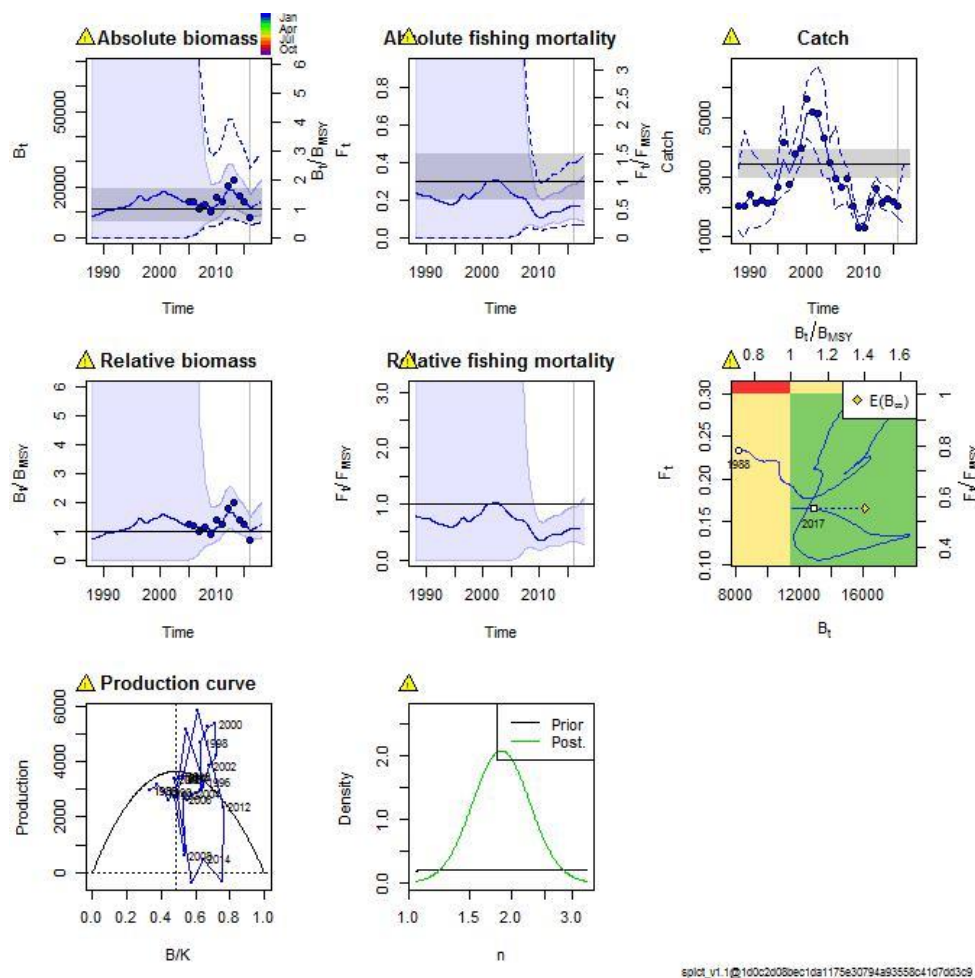 Absolute biomass
Jan
Apr
Jul
Oct
Bt
0 20000 50000
0 1 2 3 4 5 6
Bt/BMSY
1990 2000 2010
Time
Absolute fishing mortality
Ft
0.0 0.2 0.4 0.6 0.8
0 0.5 1 1.5 2 2.5 3
Ft/FMSY
1990 2000 2010
Time
Catch
Catch
1000 3000 5000
1990 2000 2010
Time
Relative biomass
Bt/BMSY
0 1 2 3 4 5 6
1990 2000 2010
Time
Relative fishing mortality
Ft/FMSY
0.0 1.0 2.0 3.0
1990 2000 2010
Time
Bt/BMSY
0.8 1 1.2 1.4 1.6
E(B∞)
1988
2017
Ft
0.10 0.15 0.20 0.25 0.30
0.4 0.6 0.8 1
Ft/FMSY
8000 12000 16000
Bt
Production curve
Production
0 2000 4000 6000
2000
1998
2002
1996
2004
2006
2012
2014
0.0 0.2 0.4 0.6 0.8 1.0
B/K
Prior
Post.
Density
0.0 1.0 2.0
1.0 1.5 2.0 3.0
n